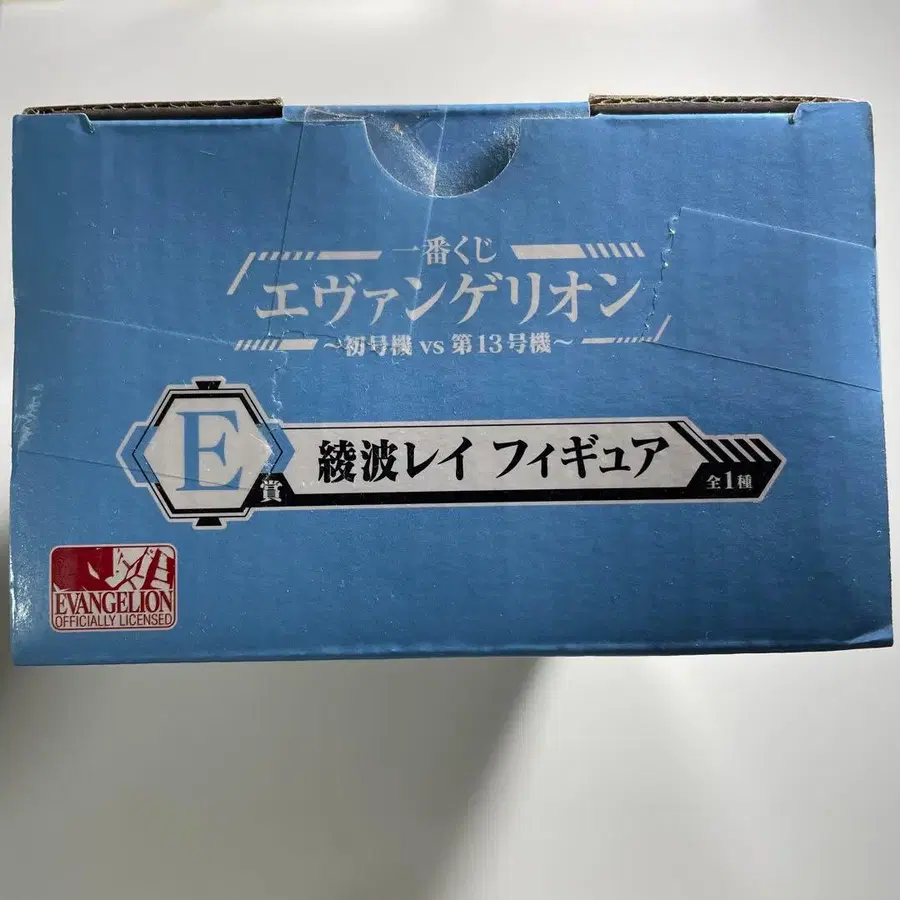 一番くじ
エヴァンゲリオン
〜初号機 vs 第13号機〜
E賞 綾波レイ フィギュア 全1種
EVANGELION
OFFICIALLY LICENSED